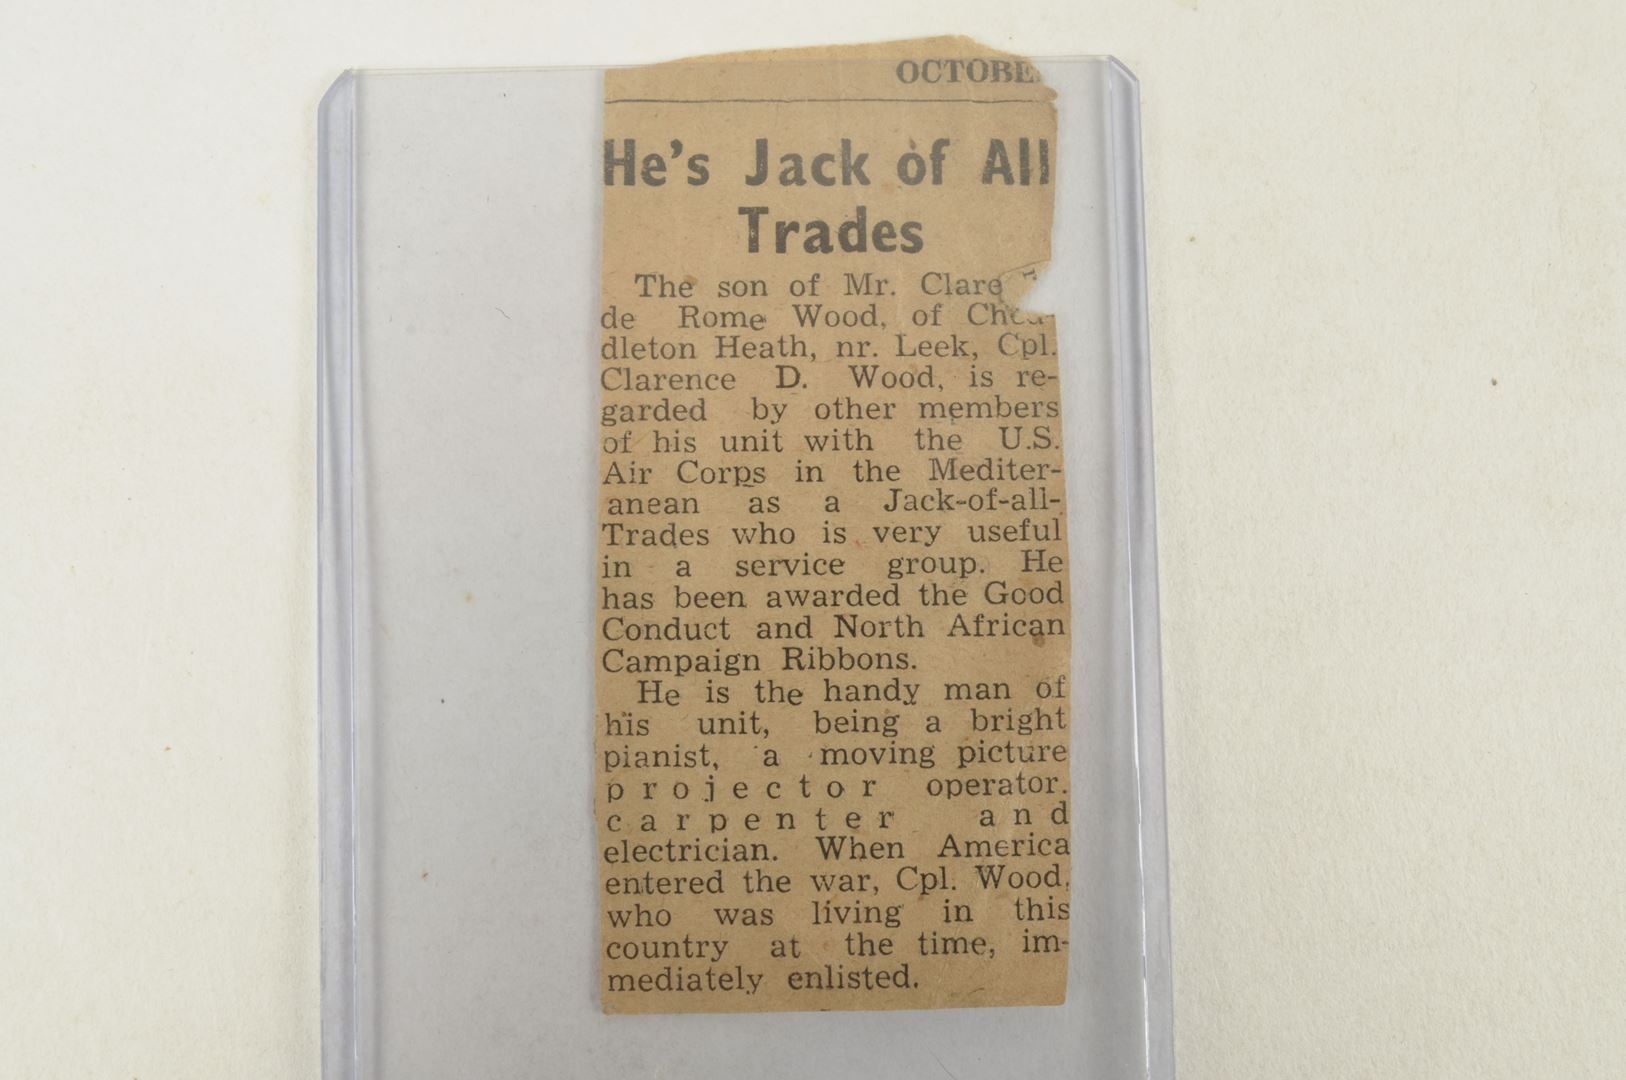 OCTOBE
He's Jack of All
Trades
The son of Mr. Clare
de Rome Wood, of Chea-
dleton Heath, nr. Leek, Cpl.
Clarence D. Wood, is re-
garded by other members
of his unit with the U.S.
Air Corps in the Mediter-
anean as a Jack-of-all-
Trades who is very useful
in a service group. He
has been awarded the Good
Conduct and North African
Campaign Ribbons.
He is the handy man of
his unit, being a bright
pianist, a moving picture
projector operator.
carpenter and
electrician. When America
entered the war, Cpl. Wood,
who was living in this
country at the time, im-
mediately enlisted.